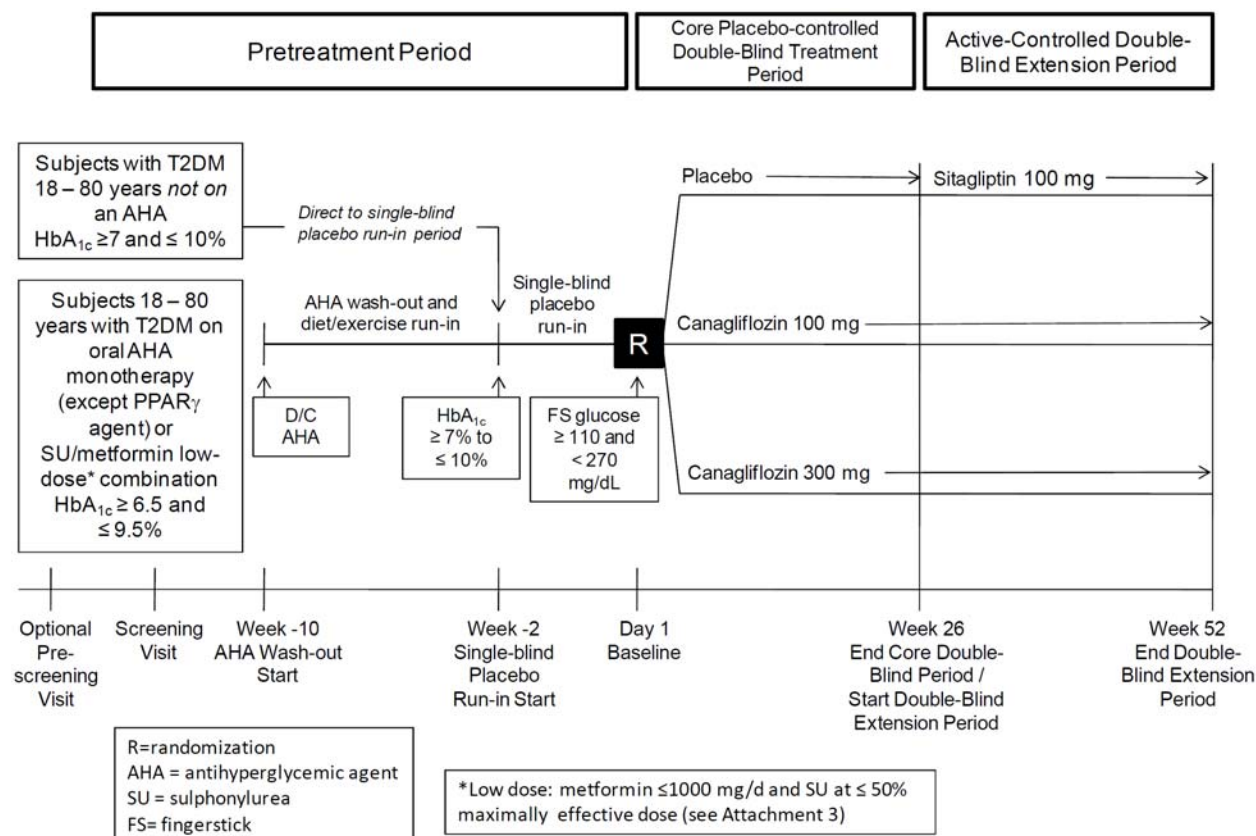 Pretreatment Period
Core Placebo-controlled
Double-Blind Treatment
Period
Active-Controlled Double-
Blind Extension Period
Subjects with T2DM
18 – 80 years not on
an AHA
HbA1c ≥7 and ≤ 10%
Direct to single-blind
placebo run-in period
Placebo
Sitagliptin 100 mg
Subjects 18 – 80
years with T2DM on
oral AHA
monotherapy
(except PPARγ
agent) or
SU/metformin low-
dose* combination
HbA1c ≥ 6.5 and
≤ 9.5%
AHA wash-out and
diet/exercise run-in
Single-blind
placebo
run-in
R
Canagliflozin 100 mg
D/C
AHA
HbA1c
≥ 7% to
≤ 10%
FS glucose
≥ 110 and
< 270
mg/dL
Canagliflozin 300 mg
Optional
Pre-
screening
Visit
Screening
Visit
Week -10
AHA Wash-out
Start
Week -2
Single-blind
Placebo
Run-in Start
Day 1
Baseline
Week 26
End Core Double-
Blind Period /
Start Double-Blind
Extension Period
Week 52
End Double-
Blind Extension
Period
R=randomization
AHA = antihyperglycemic agent
SU = sulphonylurea
FS= fingerstick
*Low dose: metformin ≤1000 mg/d and SU at ≤ 50%
maximally effective dose (see Attachment 3)